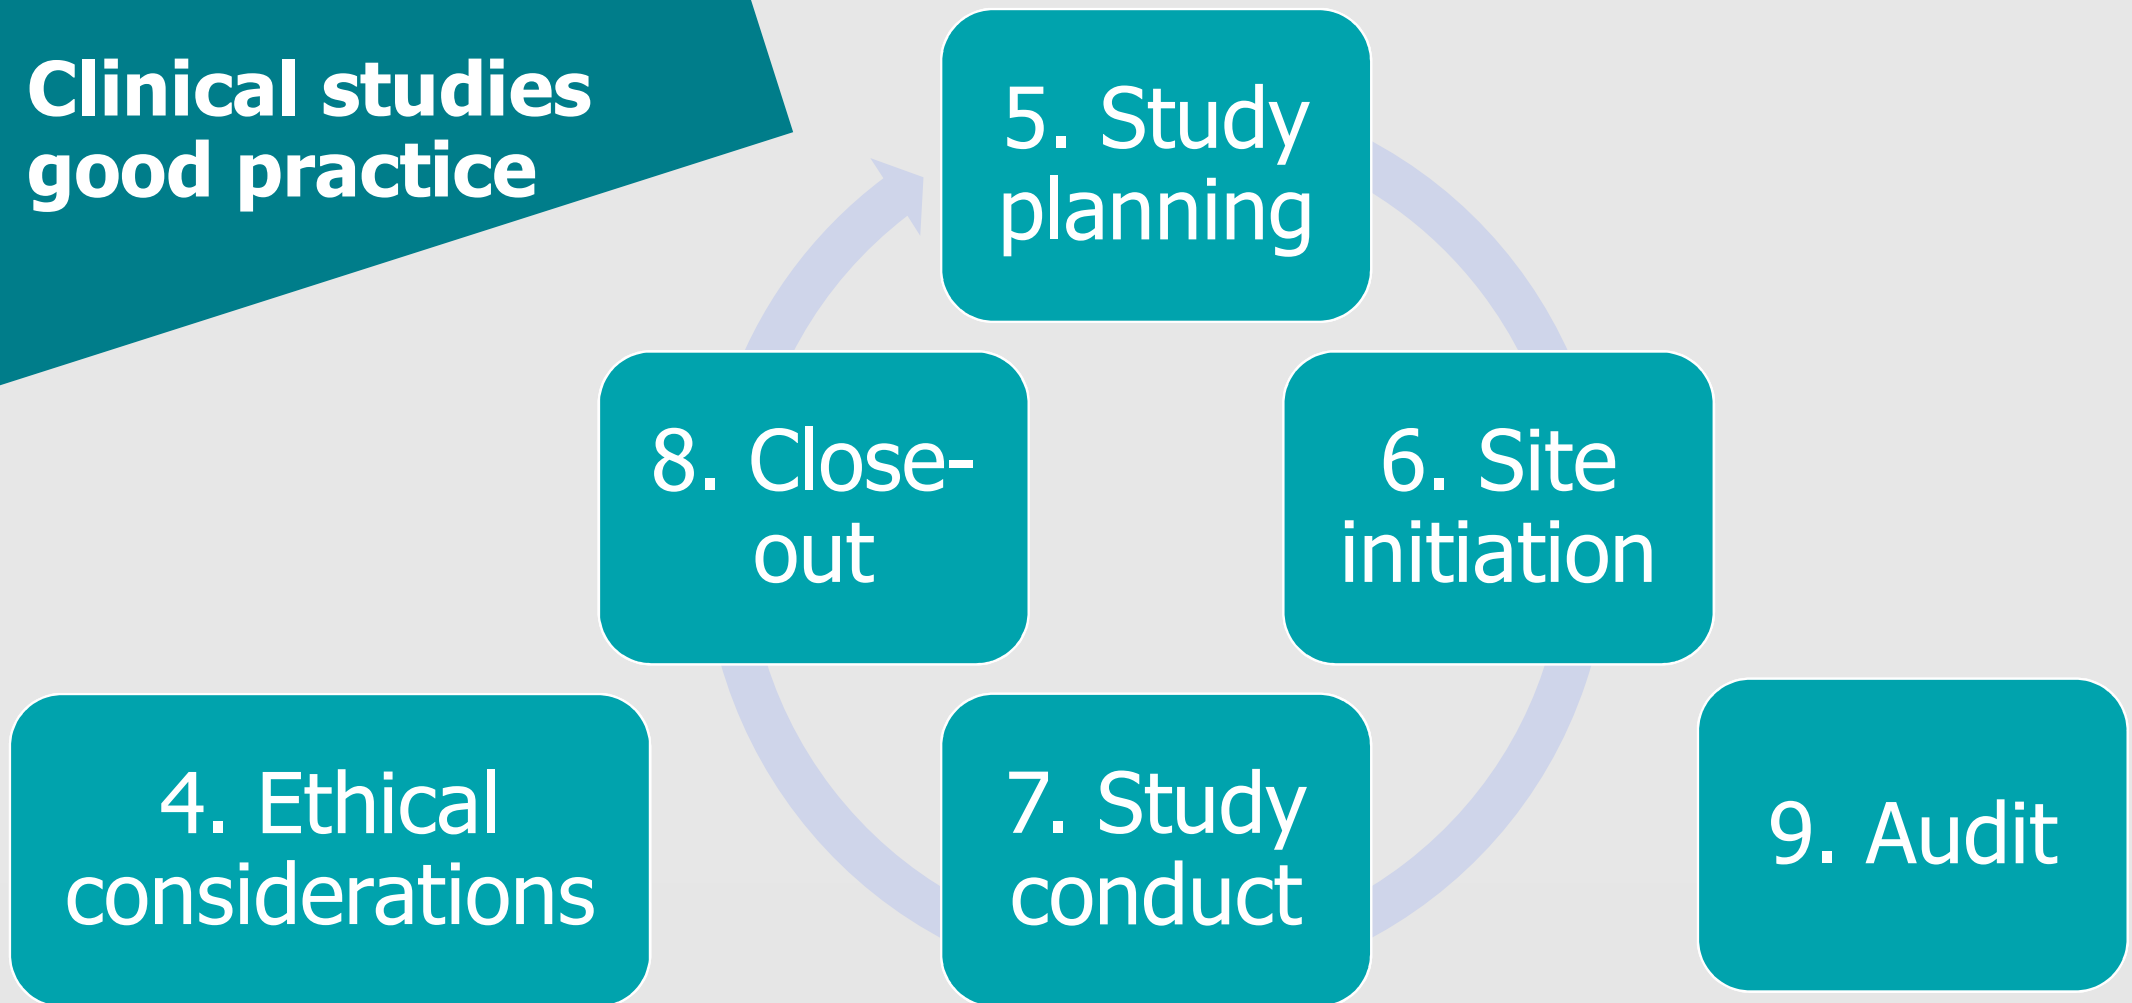 Clinical studies
good practice
5. Study
planning
8. Close-
out
6. Site
initiation
4. Ethical
considerations
7. Study
conduct
9. Audit